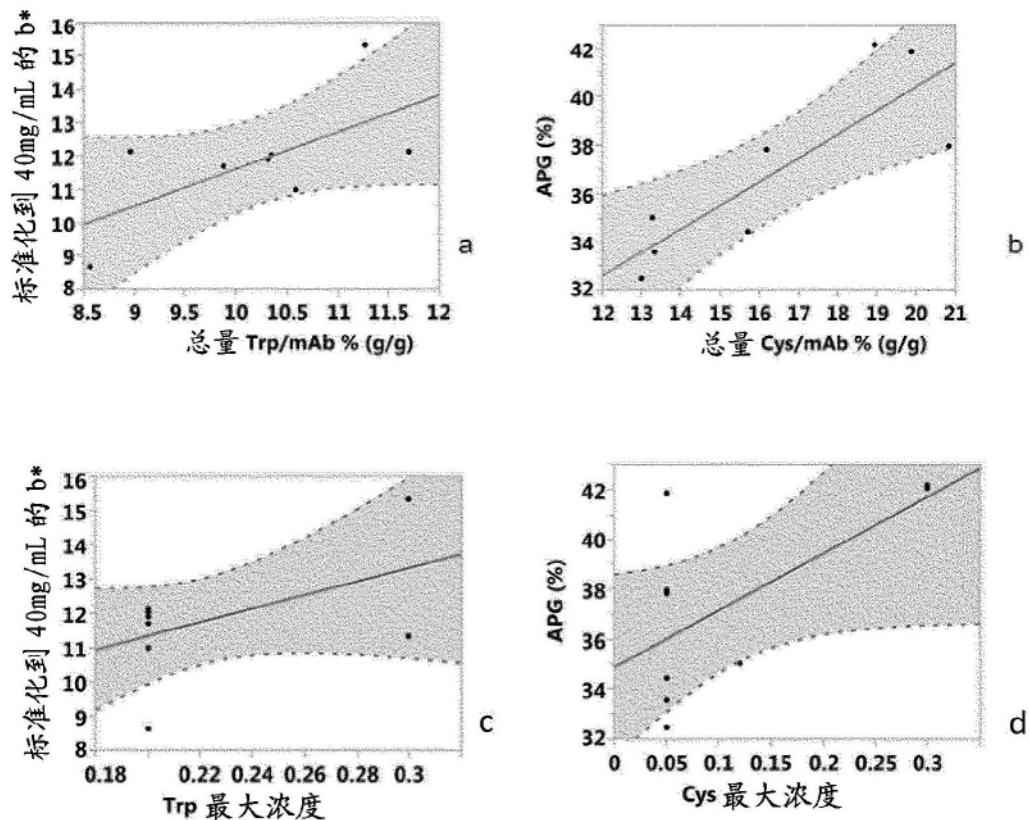 标准化到 40mg/mL 的 b*
16
15
14
13
12
11
10
9
8
8.5 9 9.5 10 10.5 11 11.5 12
总量 Trp/mAb % (g/g)
a
APG (%)
42
40
38
36
34
32
12 13 14 15 16 17 18 19 20 21
总量 Cys/mAb % (g/g)
b
标准化到 40mg/mL 的 b*
16
15
14
13
12
11
10
9
8
0.18 0.22 0.24 0.26 0.28 0.3
Trp 最大浓度
c
APG (%)
42
40
38
36
34
32
0 0.05 0.1 0.15 0.2 0.25 0.3
Cys 最大浓度
d